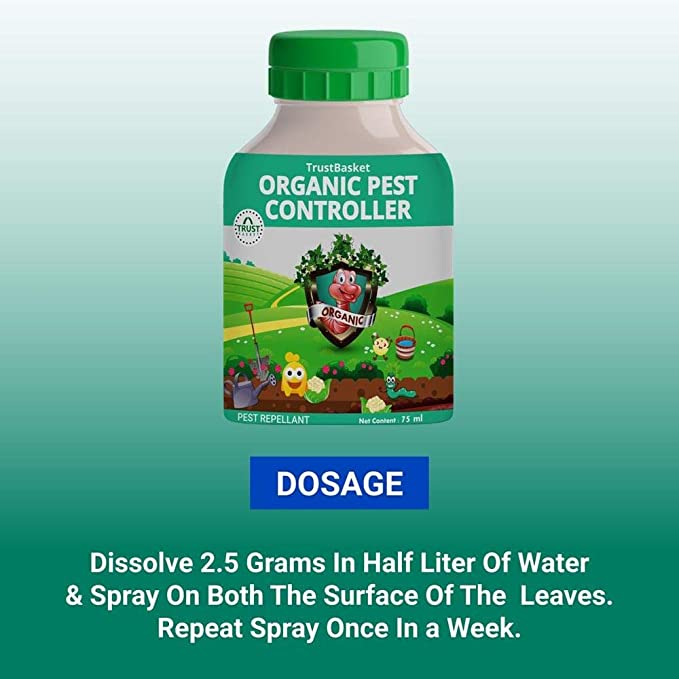 TrustBasket
ORGANIC PEST
CONTROLLER
TRUST
BASKET
ORGANIC
PEST REPELLANT
Net Content : 75 ml
DOSAGE
Dissolve 2.5 Grams In Half Liter Of Water
& Spray On Both The Surface Of The Leaves.
Repeat Spray Once In a Week.